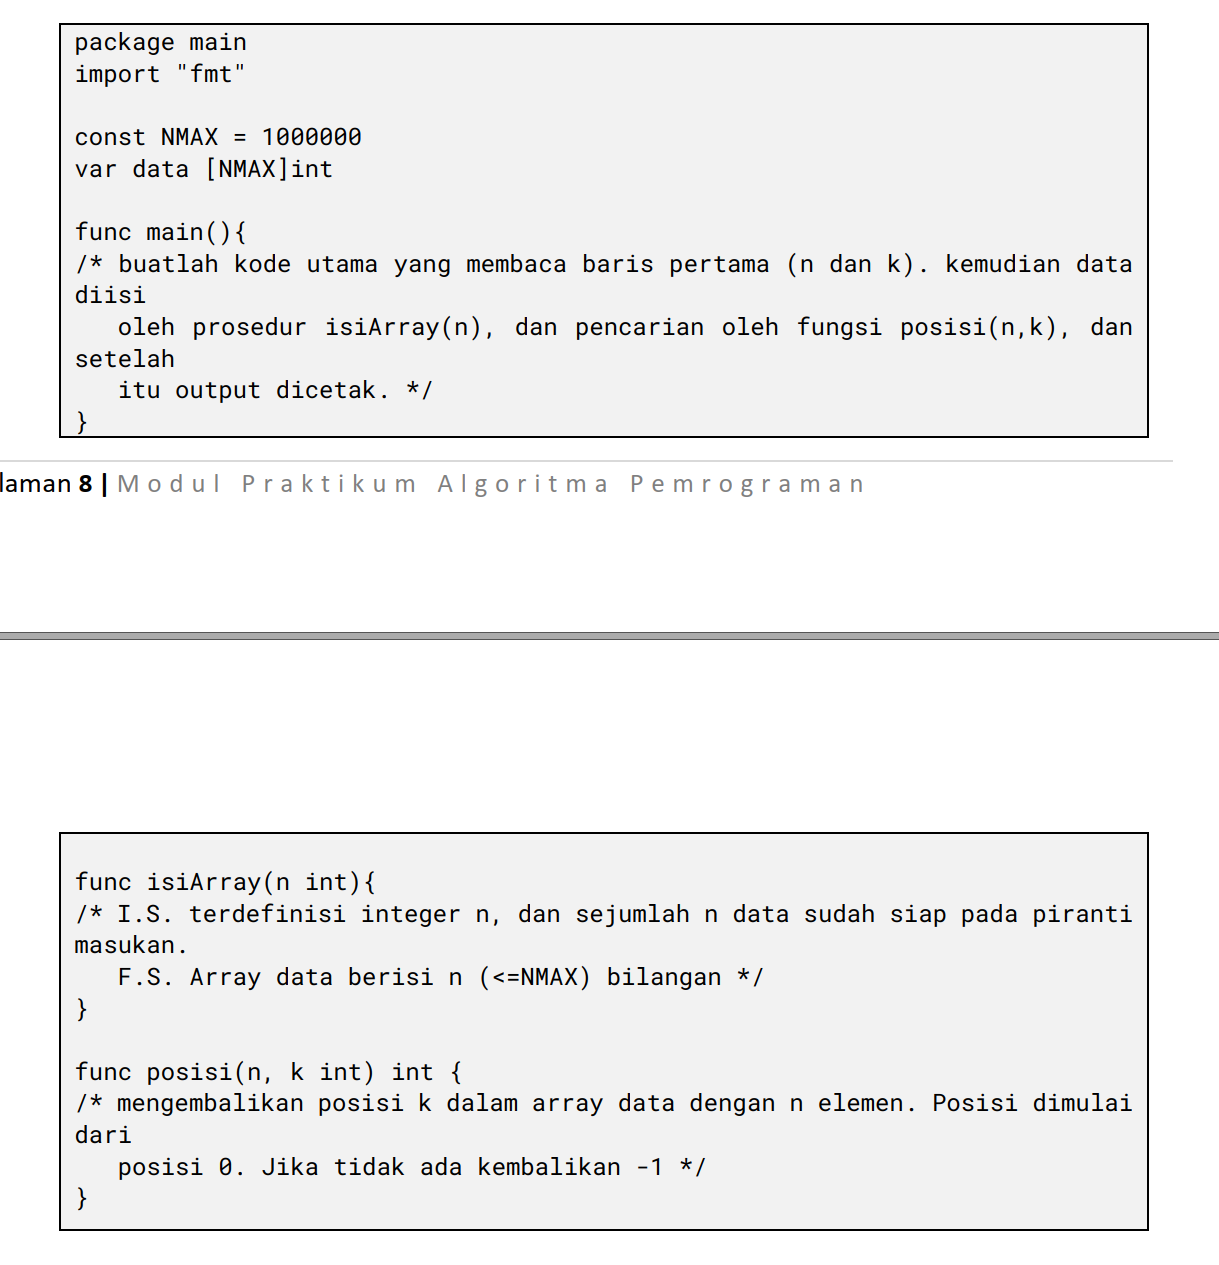 package main
import "fmt"
const NMAX = 1000000
var data [NMAX]int
func main(){
/* buatlah kode utama yang membaca baris pertama (n dan k). kemudian data
diisi
oleh prosedur isiArray(n), dan pencarian oleh fungsi posisi(n,k), dan
setelah
itu output dicetak. */
}
laman 8 | Modul Praktikum Algoritma Pemrograman
func isiArray(n int){
/* I.S. terdefinisi integer n, dan sejumlah n data sudah siap pada piranti
masukan.
F.S. Array data berisi n (<=NMAX) bilangan */
}
func posisi(n, k int) int {
/* mengembalikan posisi k dalam array data dengan n elemen. Posisi dimulai
dari
posisi 0. Jika tidak ada kembalikan -1 */
}